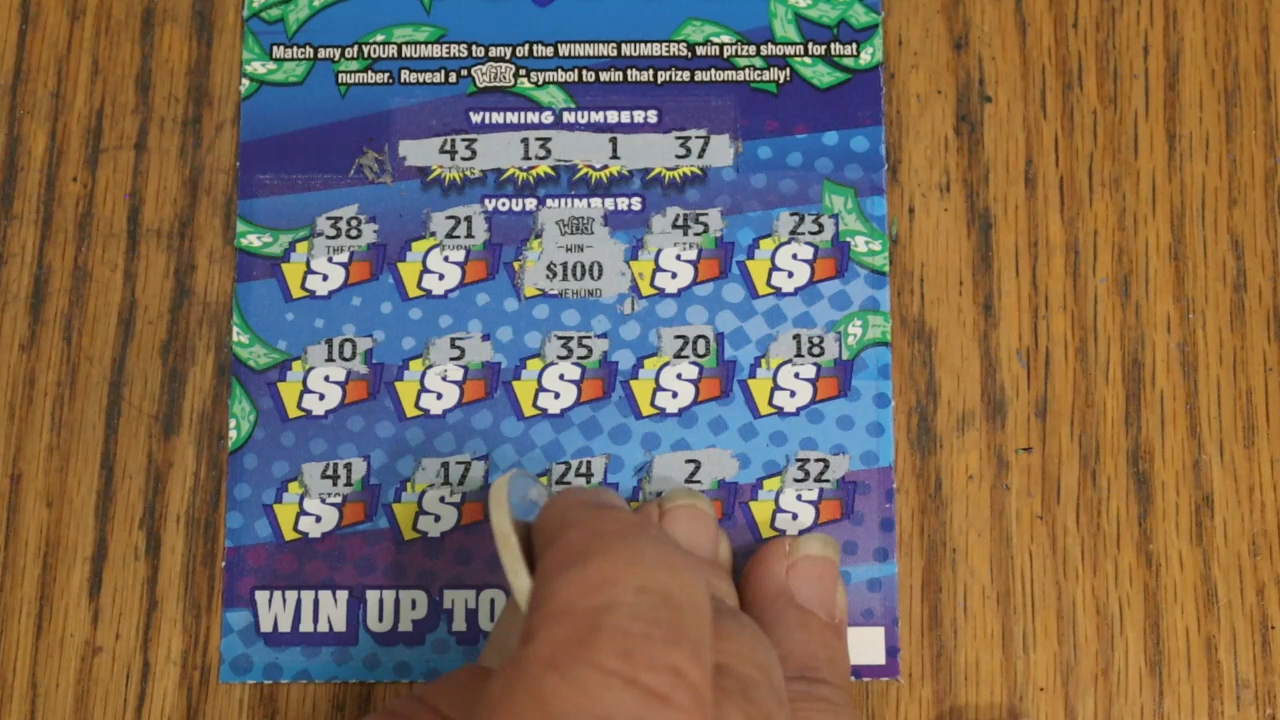 Match any of YOUR NUMBERS to any of the WINNING NUMBERS, win prize shown for that
number. Reveal a "Wild" symbol to win that prize automatically!
WINNING NUMBERS
43 13 1 37
YOUR NUMBERS
38 21 Wild 45 23
-WIN-
$ $ $100 $ $
10 5 35 20 18
$ $ $ $ $
41 17 24 2 32
$ $ $
WIN UP TO